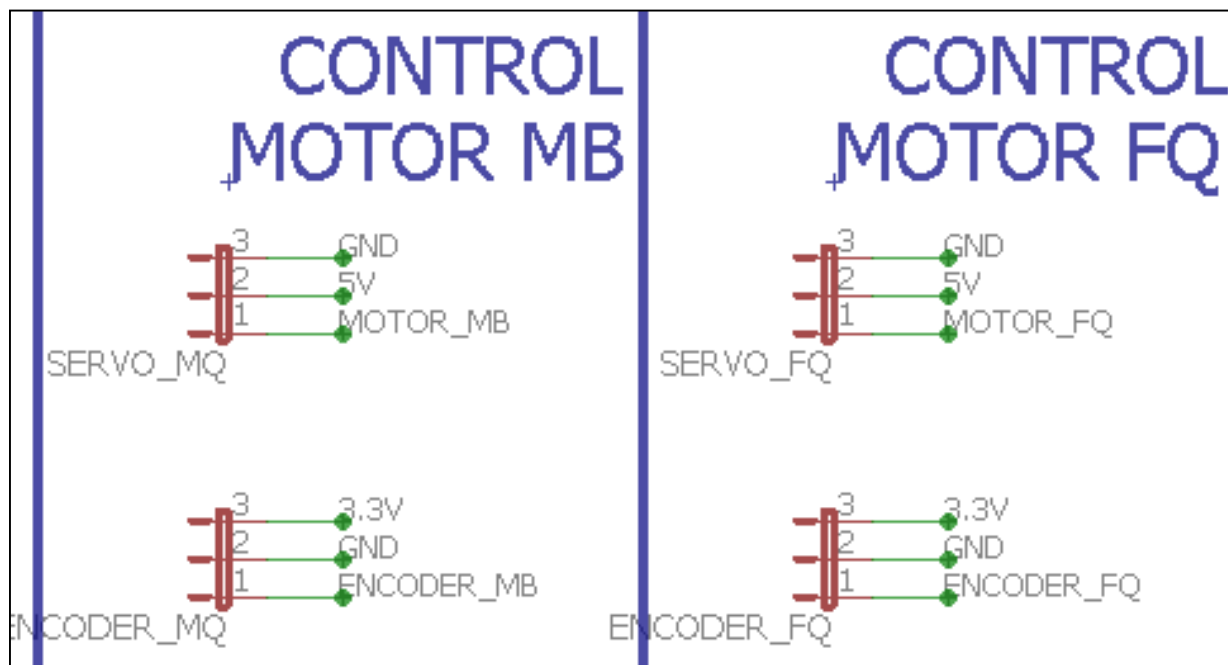 CONTROL
MOTOR MB
3
GND
2
5V
1
MOTOR_MB
SERVO_MQ
3
3.3V
2
GND
1
ENCODER_MB
ENCODER_MQ
CONTROL
MOTOR FQ
3
GND
2
5V
1
MOTOR_FQ
SERVO_FQ
3
3.3V
2
GND
1
ENCODER_FQ
ENCODER_FQ